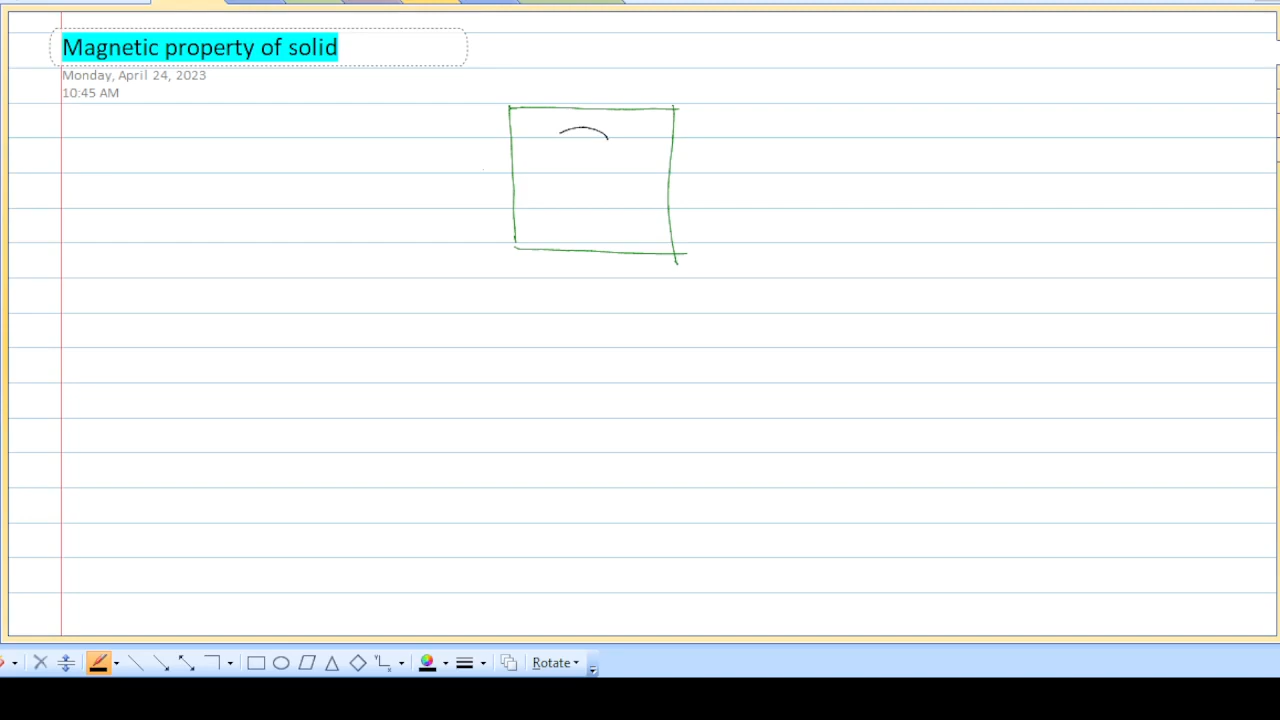 Magnetic property of solid
Monday, April 24, 2023
10:45 AM
Rotate